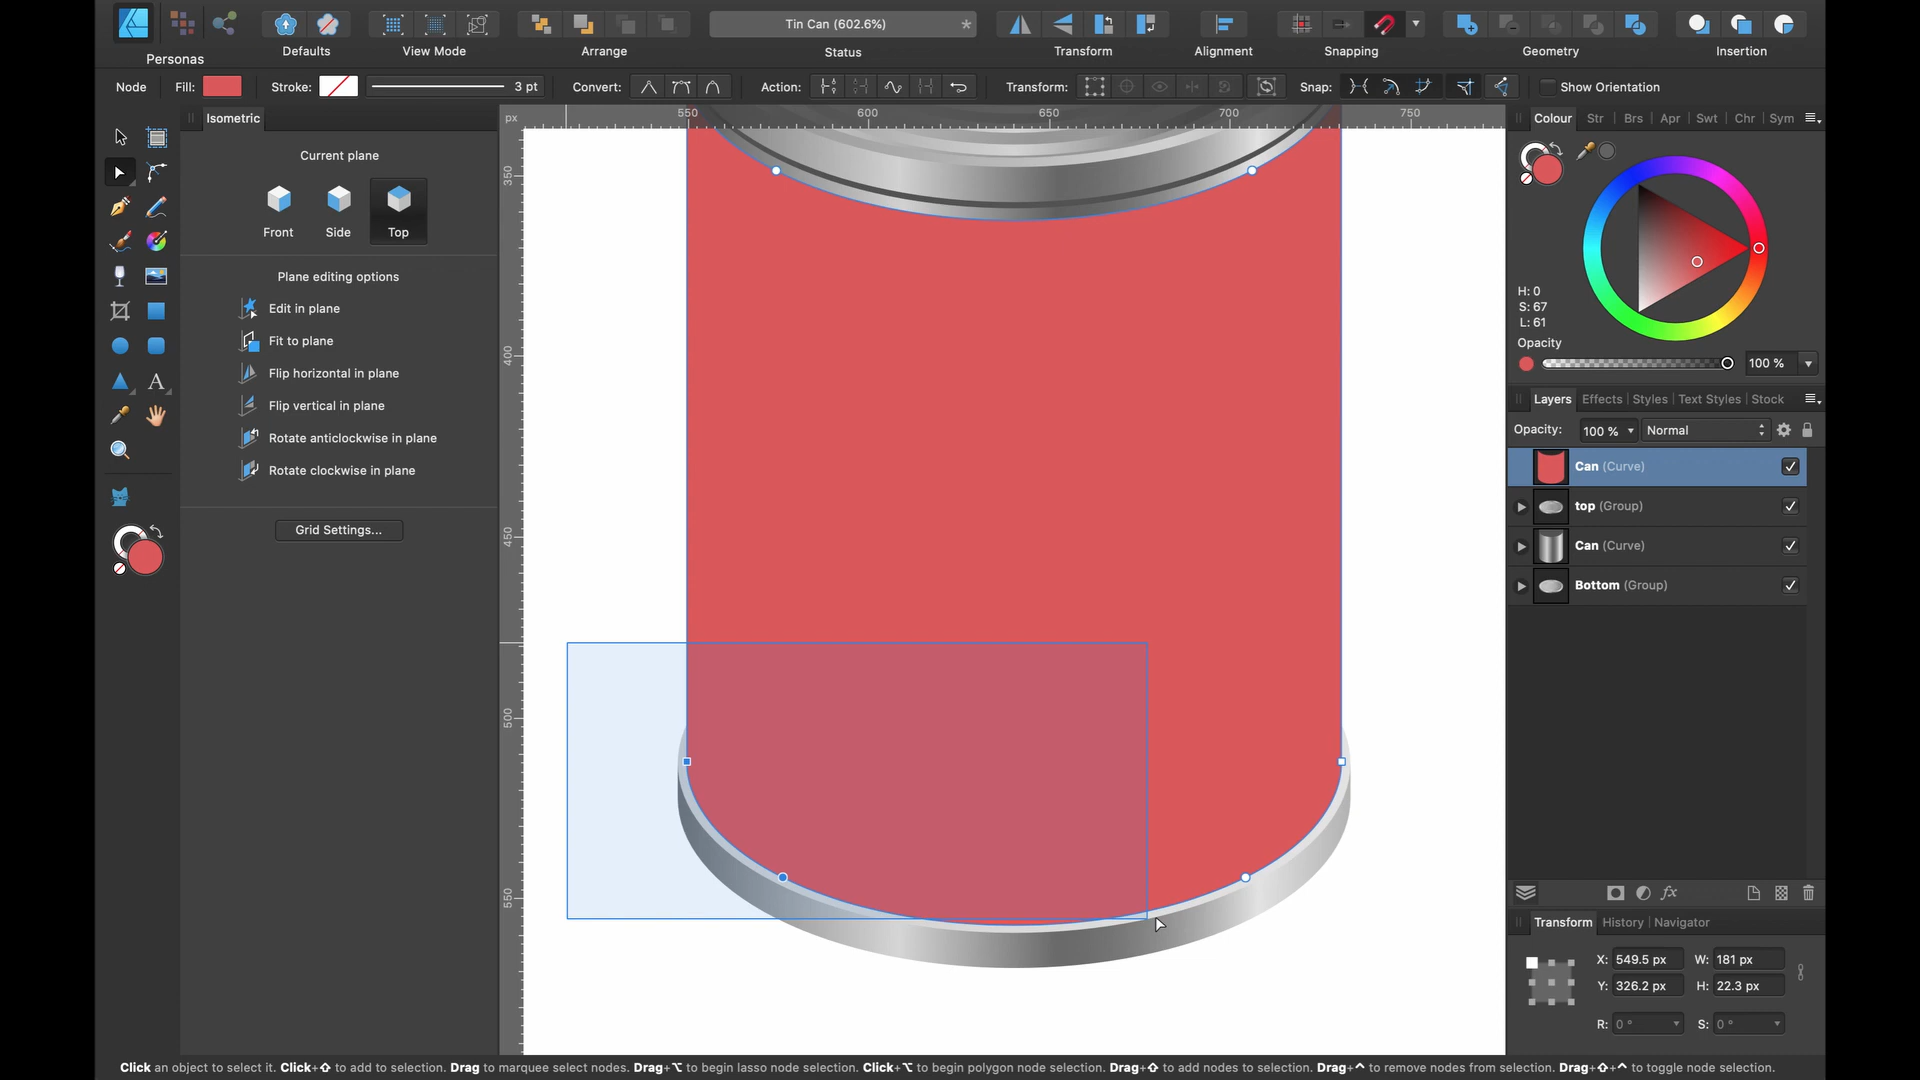 Tin Can (602.6%)
*
Personas
Defaults
View Mode
Arrange
Status
Transform
Alignment
Snapping
Geometry
Insertion
Node Fill: Stroke: 3 pt Convert: Action: Transform: Snap: Show Orientation
Isometric
px 550 600 650 700 750
Colour Str Brs Apr Swt Chr Sym
Current plane
Front Side Top
Plane editing options
Edit in plane
Fit to plane
Flip horizontal in plane
Flip vertical in plane
Rotate anticlockwise in plane
Rotate clockwise in plane
Grid Settings...
350
400
450
500
550
H: 0
S: 67
L: 61
Opacity
100 %
Layers Effects Styles Text Styles Stock
Opacity: 100 % Normal
Can (Curve)
top (Group)
Can (Curve)
Bottom (Group)
fx
Transform History Navigator
X: 549.5 px W: 181 px
Y: 326.2 px H: 22.3 px
R: 0 ° S: 0 °
Click an object to select it. Click+⇧ to add to selection. Drag to marquee select nodes. Drag+⌥ to begin lasso node selection. Click+⌥ to begin polygon node selection. Drag+⇧ to add nodes to selection. Drag+^ to remove nodes from selection. Drag+⇧+^ to toggle node selection.